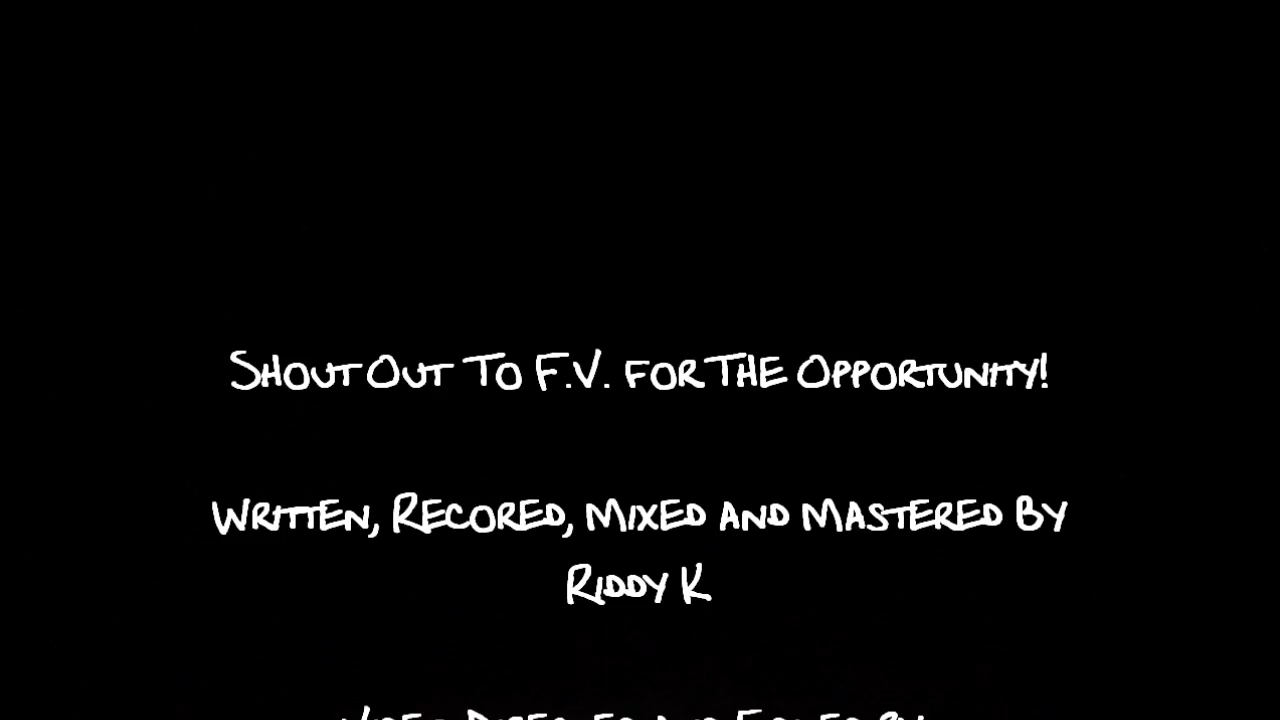 Shout Out To F.V. for The Opportunity!
Written, Recored, Mixed and Mastered By
Riddy K